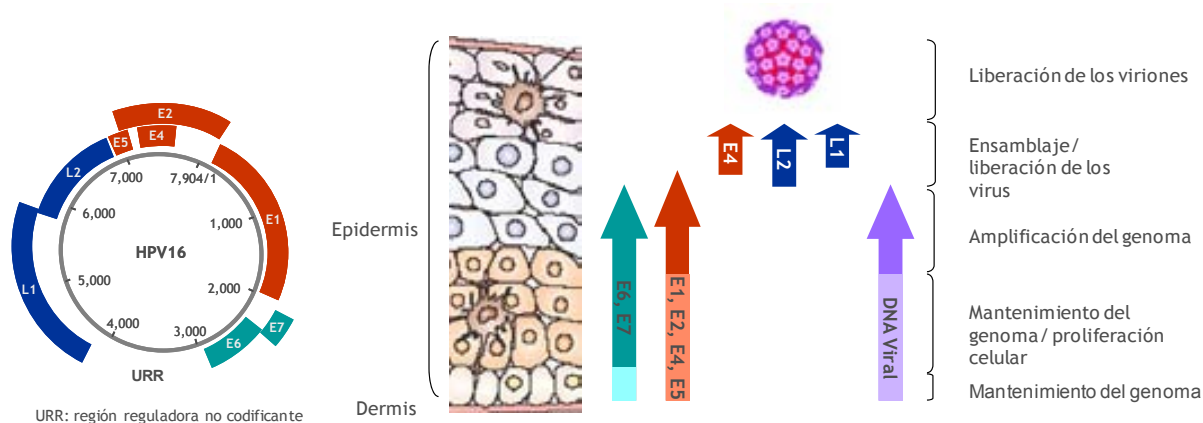 E2
E5
E4
L2
E1
L1
E6
E7
7,000
7,904/1
6,000
1,000
HPV16
5,000
2,000
4,000
3,000
URR
URR: región reguladora no codificante
Epidermis
Dermis
E6, E7
E1, E2, E4, E5
E4
L2
L1
DNA Viral
Liberación de los viriones
Ensamblaje /
liberación de los
virus
Amplificación del genoma
Mantenimiento del
genoma / proliferación
celular
Mantenimiento del genoma